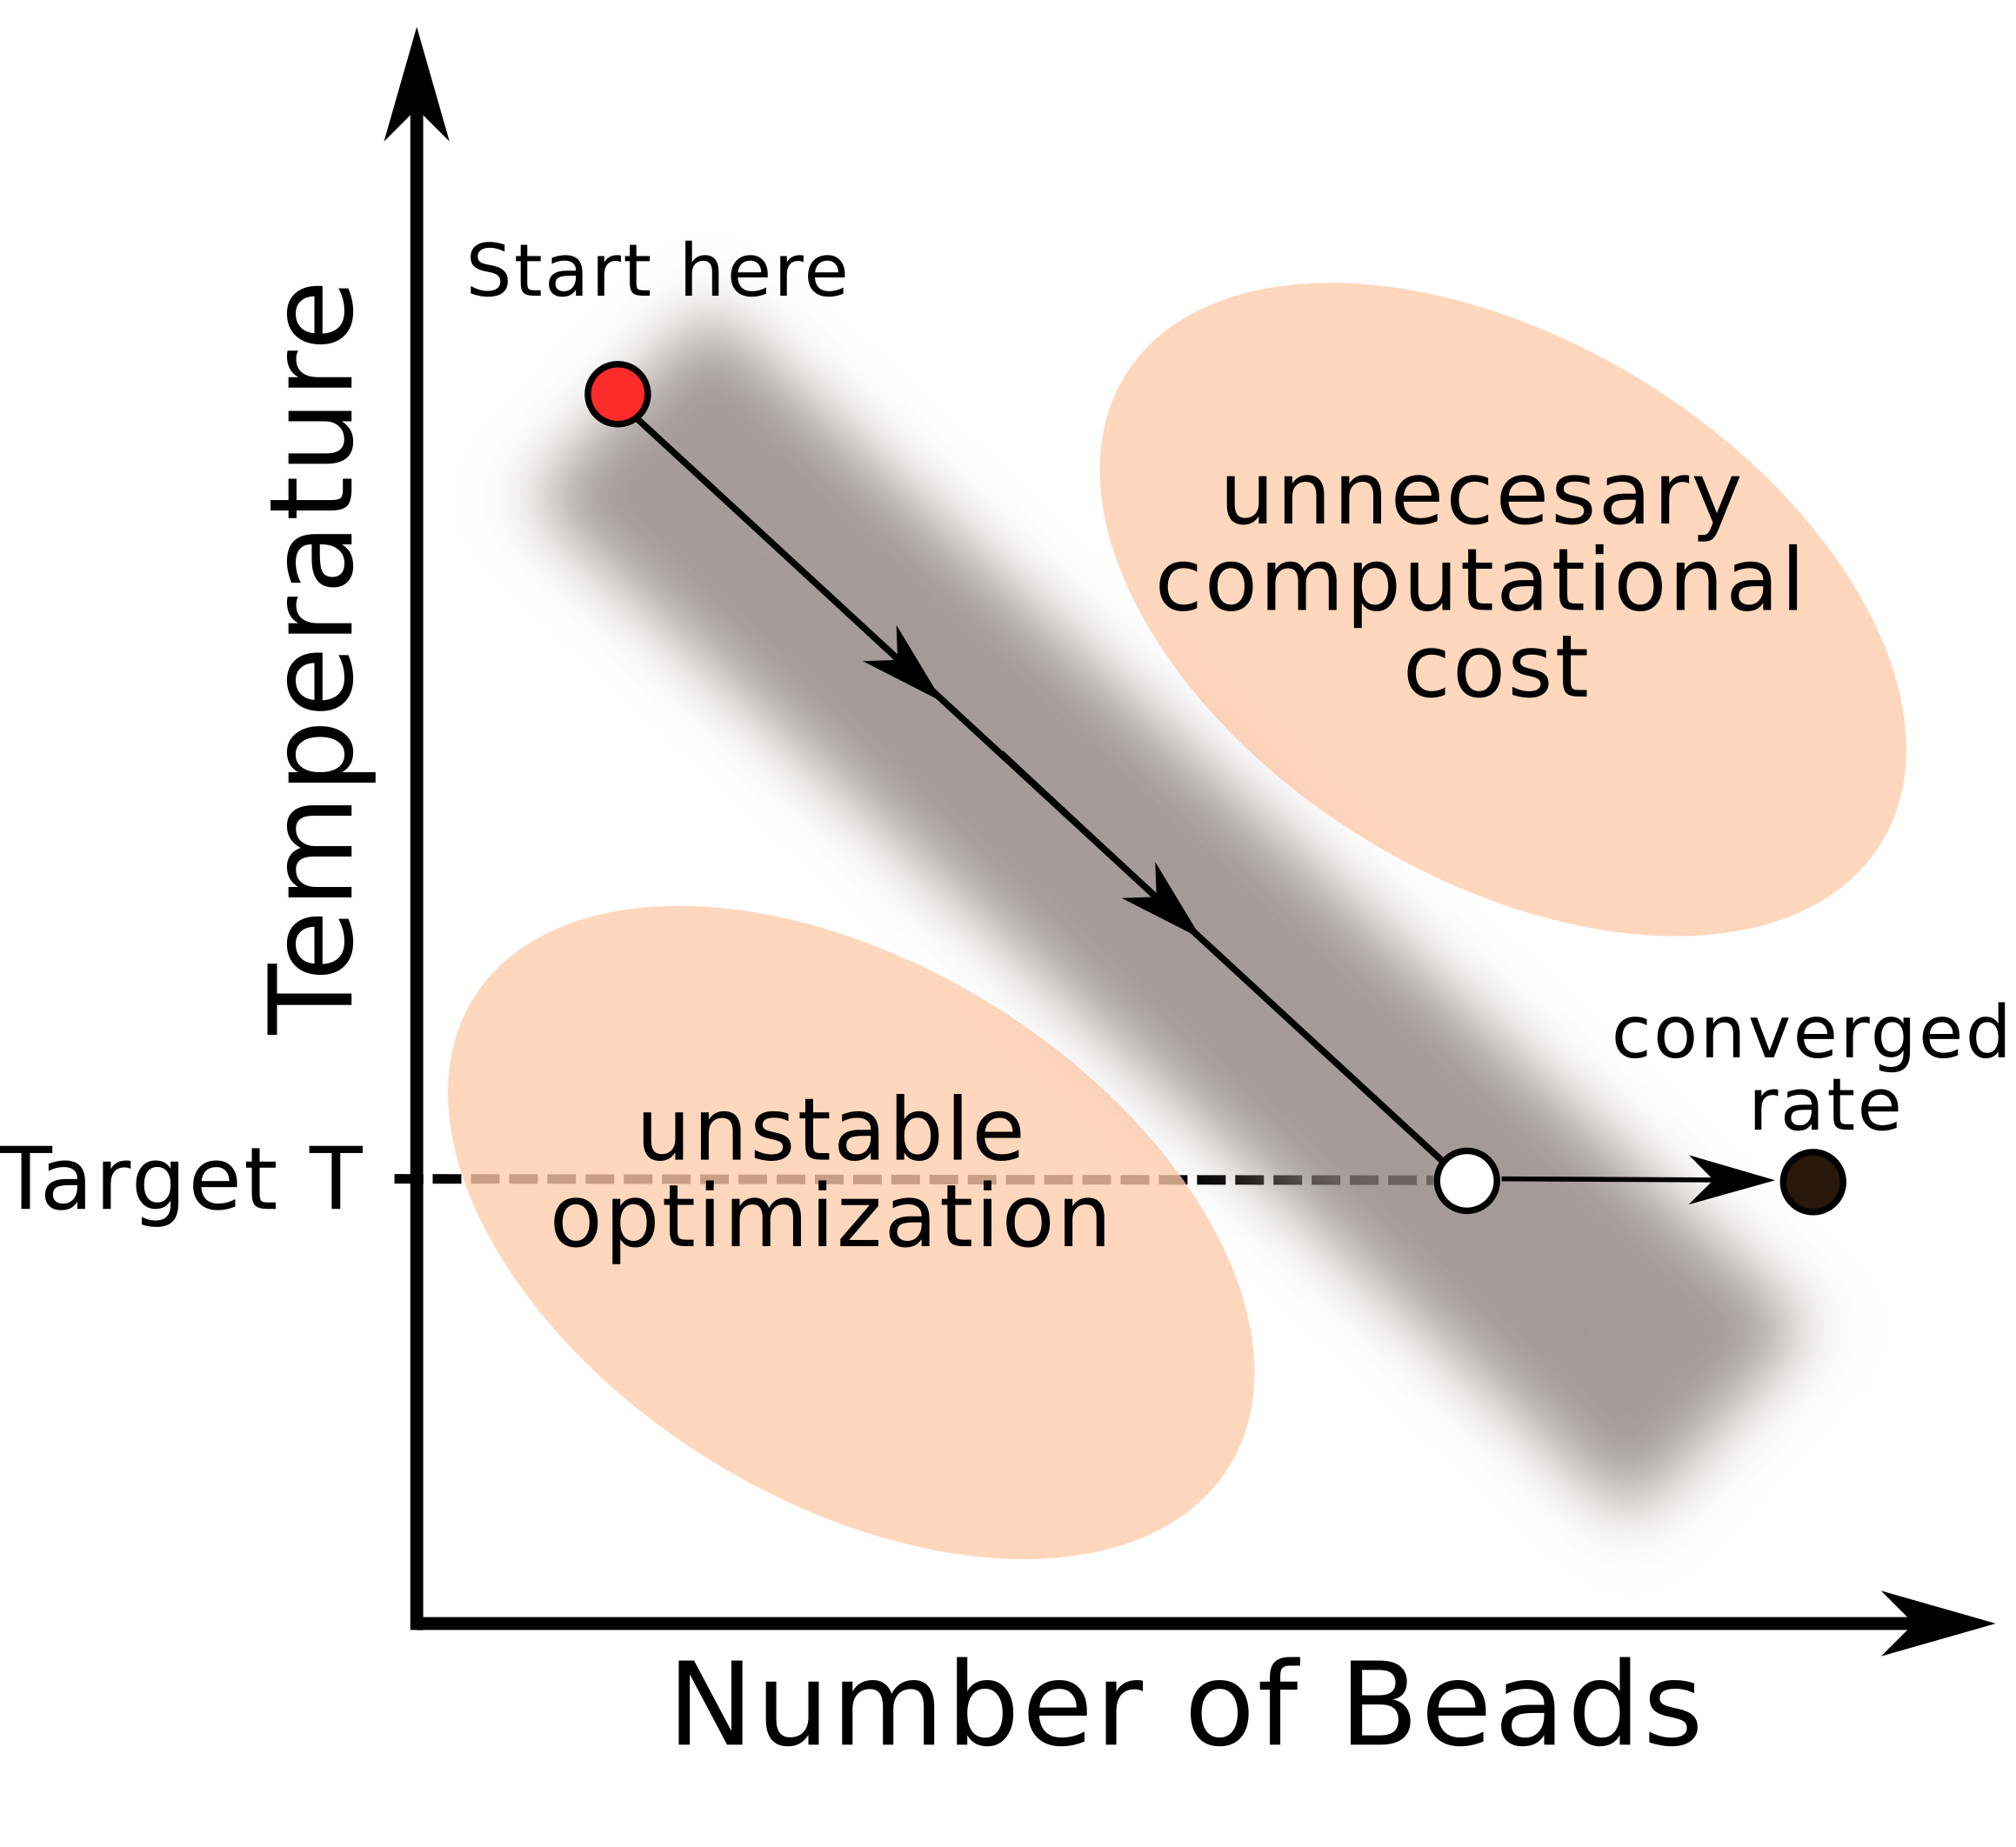 Start here
unnecesary
computational
cost
Temperature
converged
rate
unstable
Target T
optimization
Number of Beads